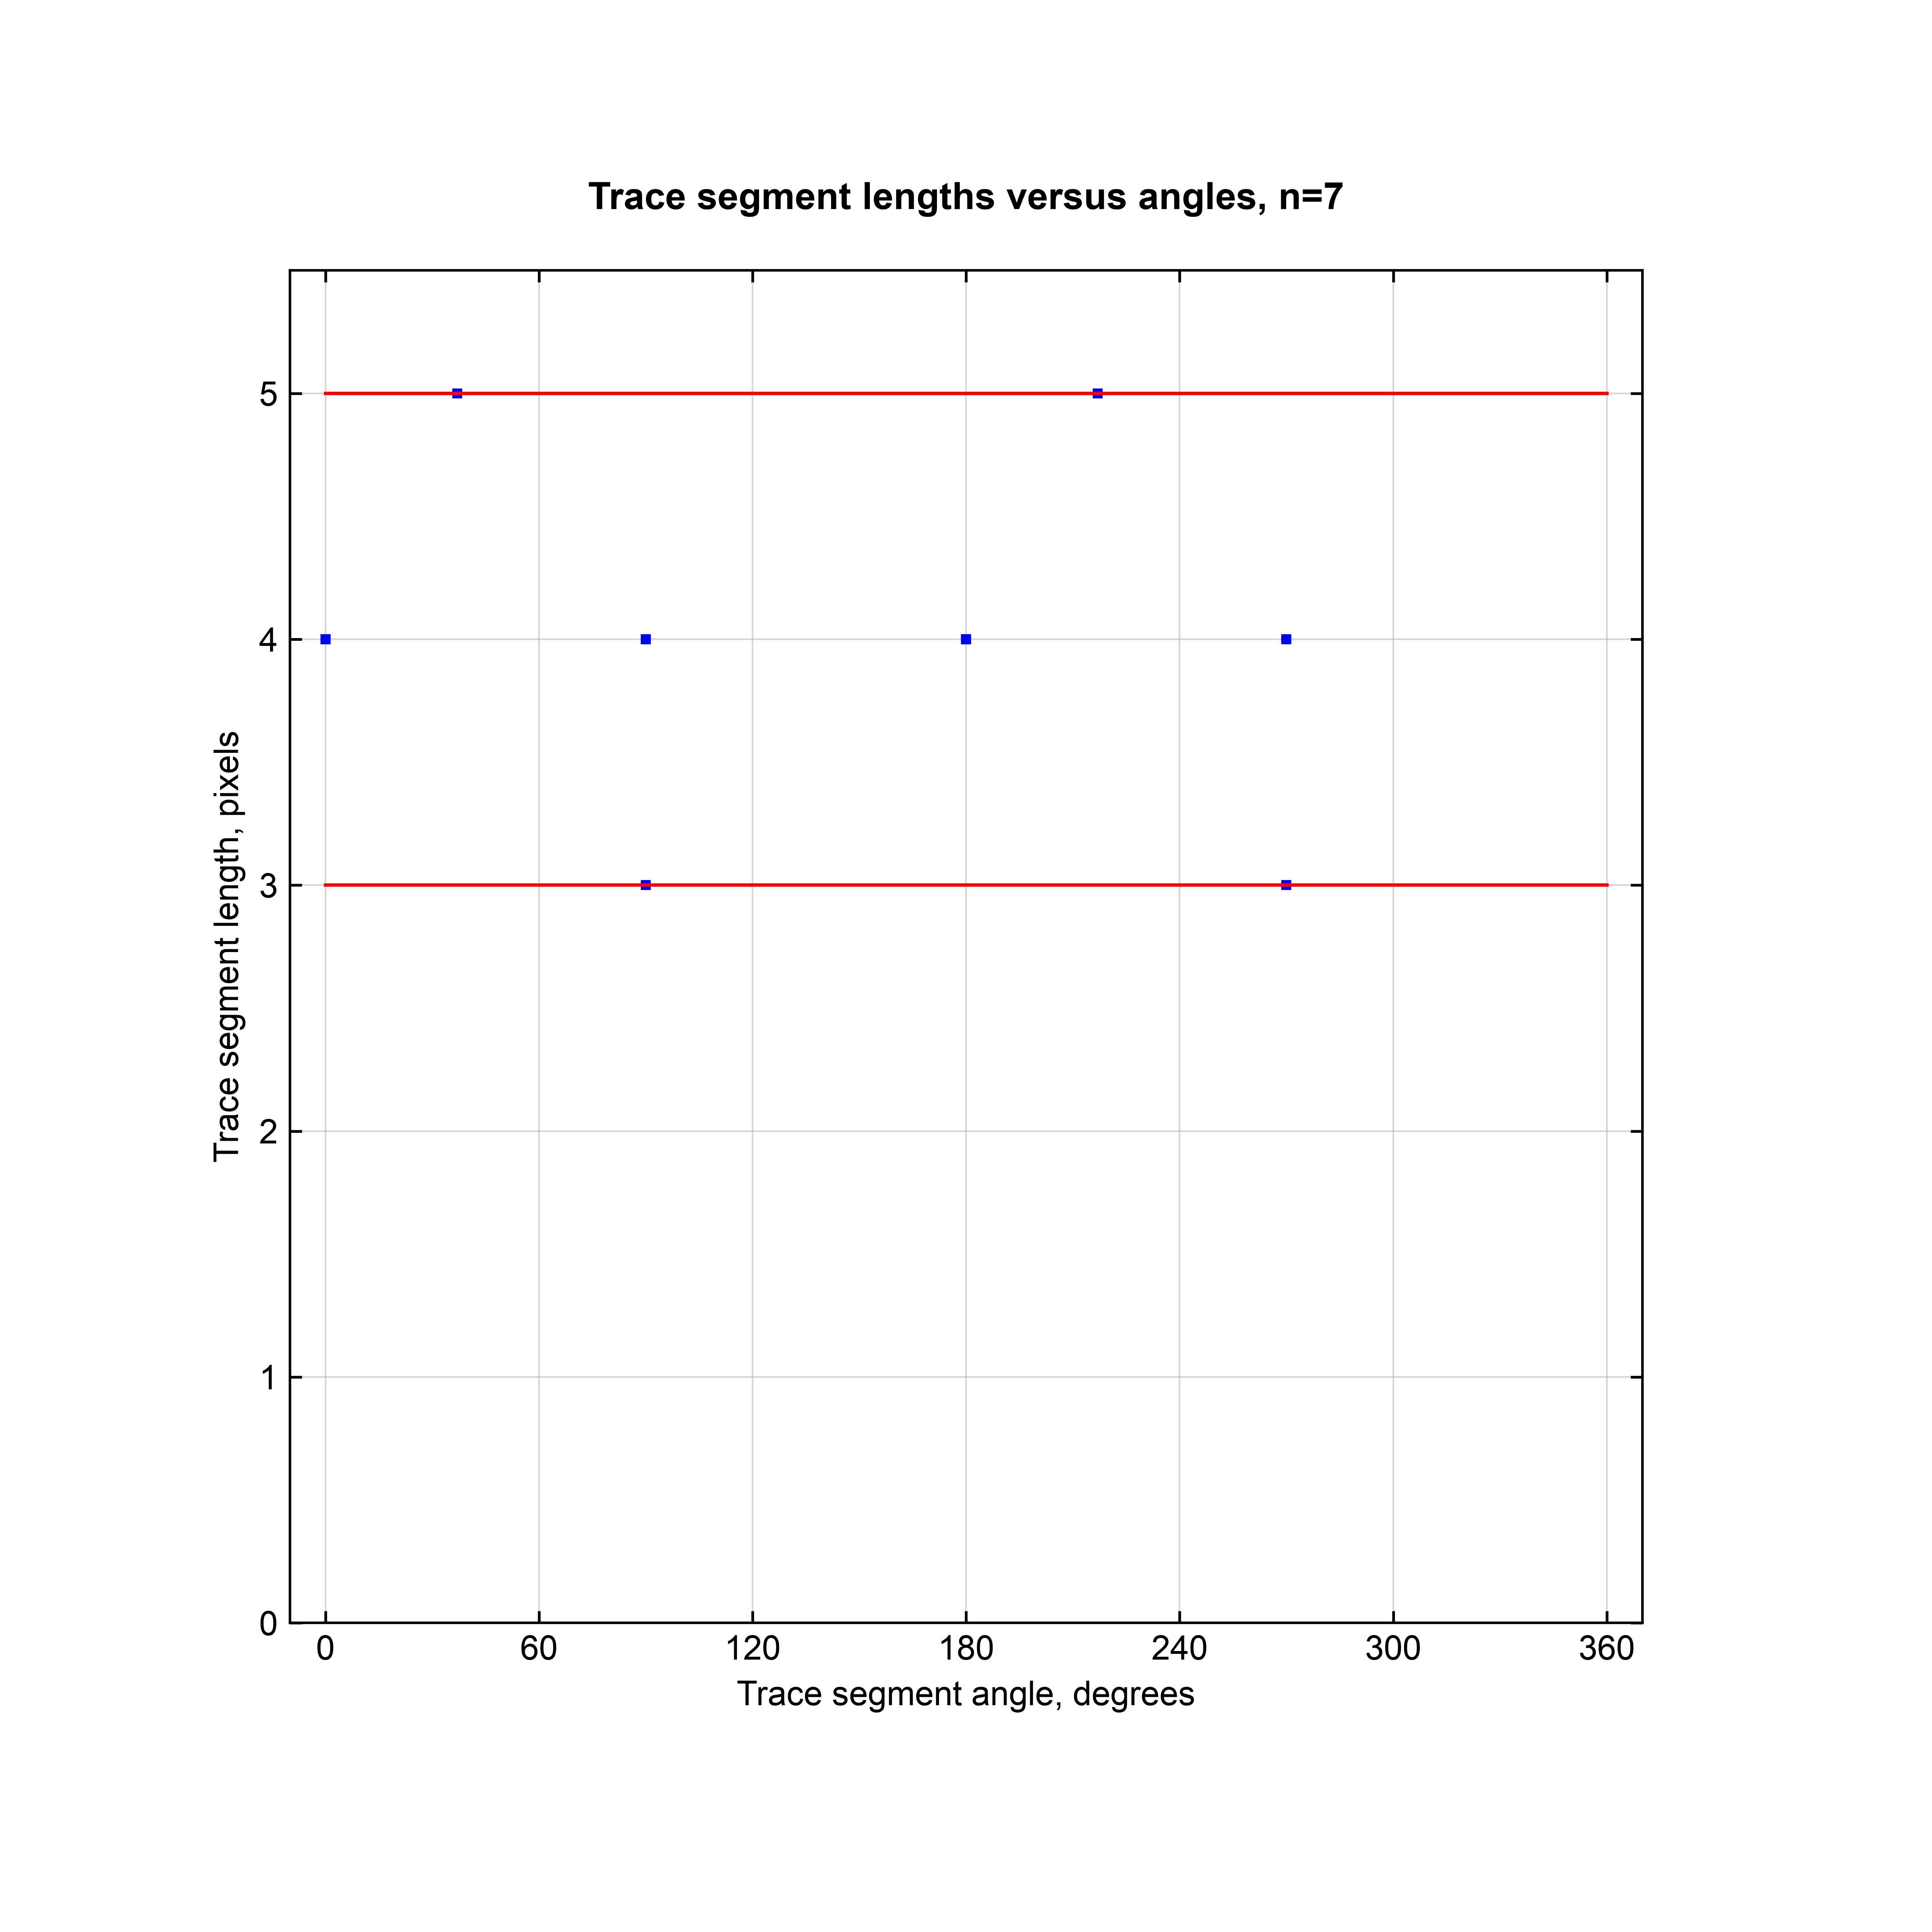 Trace segment lengths versus angles, n=7
5
4
3
2
1
0
Trace segment length, pixels
0 60 120 180 240 300 360
Trace segment angle, degrees